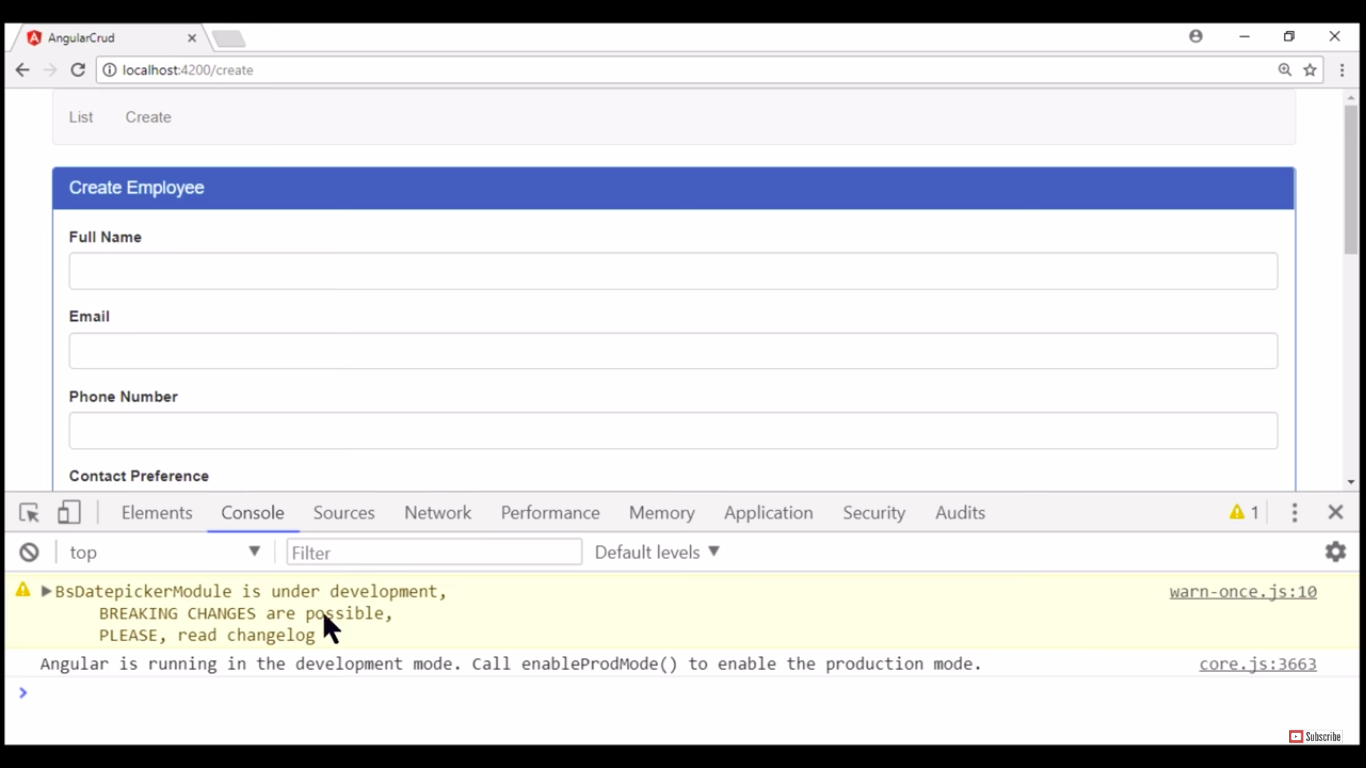 AngularCrud
localhost:4200/create
List Create
Create Employee
Full Name
Email
Phone Number
Contact Preference
Elements Console Sources Network Performance Memory Application Security Audits 1
top Filter Default levels
BsDatepickerModule is under development, warn-once.js:10
BREAKING CHANGES are possible,
PLEASE, read changelog
Angular is running in the development mode. Call enableProdMode() to enable the production mode. core.js:3663
Subscribe